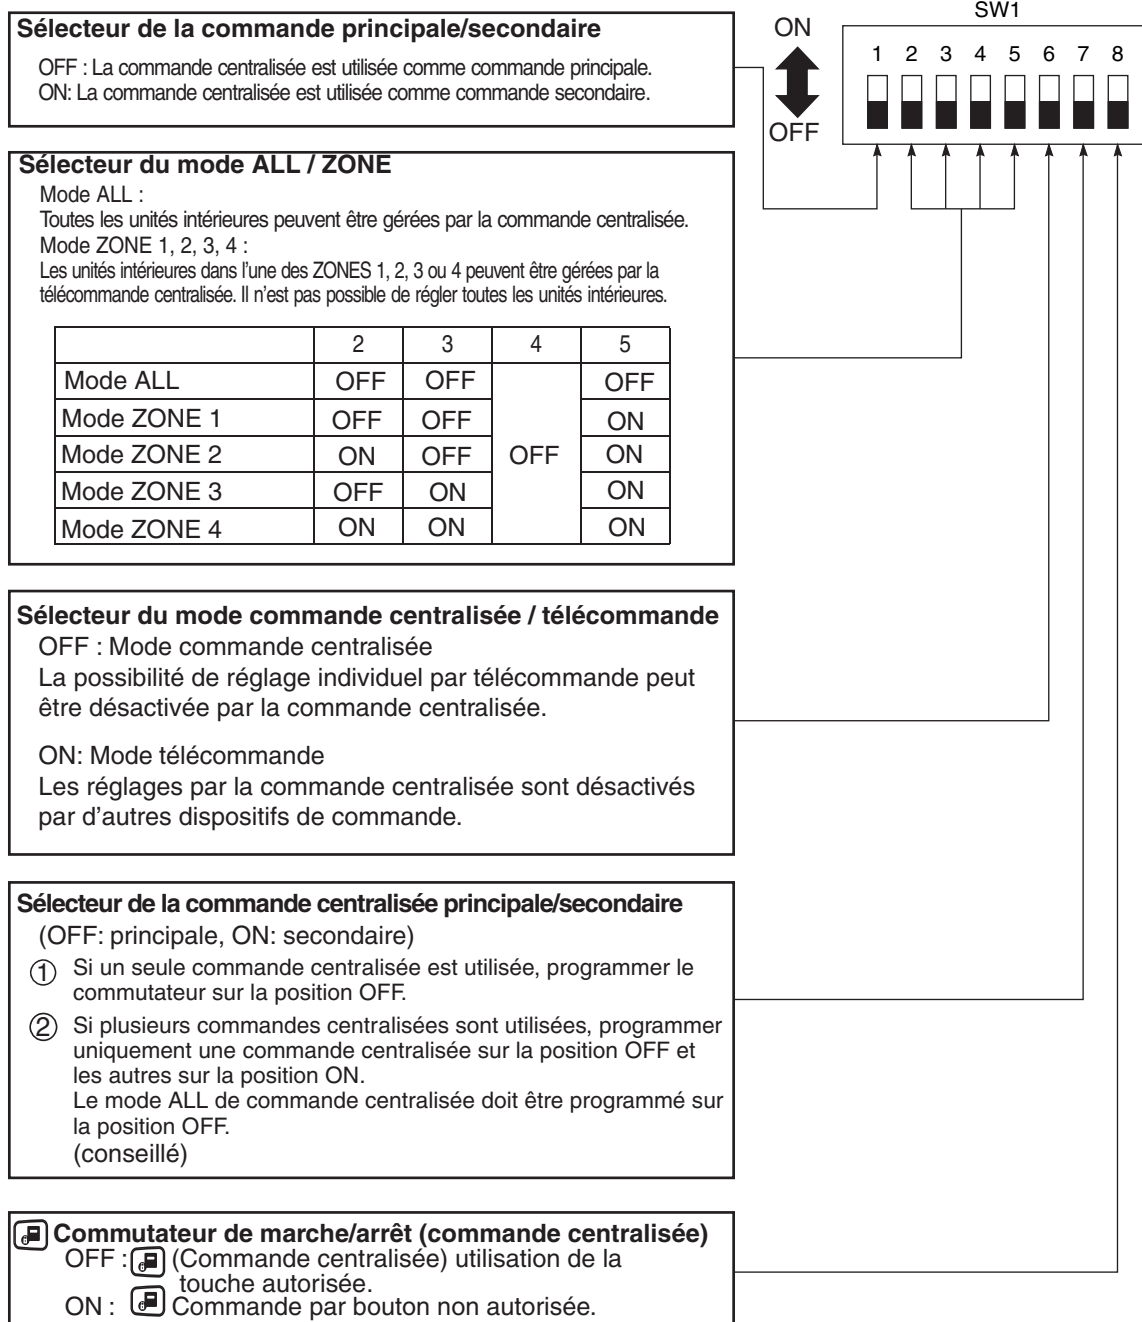 SW1
ON
1 2 3 4 5 6 7 8
OFF
Sélecteur de la commande principale/secondaire
OFF : La commande centralisée est utilisée comme commande principale.
ON: La commande centralisée est utilisée comme commande secondaire.
Sélecteur du mode ALL / ZONE
Mode ALL :
Toutes les unités intérieures peuvent être gérées par la commande centralisée.
Mode ZONE 1, 2, 3, 4 :
Les unités intérieures dans l'une des ZONES 1, 2, 3 ou 4 peuvent être gérées par la
télécommande centralisée. Il n'est pas possible de régler toutes les unités intérieures.
2 3 4 5
Mode ALL OFF OFF OFF
Mode ZONE 1 OFF OFF ON
Mode ZONE 2 ON OFF OFF ON
Mode ZONE 3 OFF ON ON
Mode ZONE 4 ON ON ON
Sélecteur du mode commande centralisée / télécommande
OFF : Mode commande centralisée
La possibilité de réglage individuel par télécommande peut
être désactivée par la commande centralisée.
ON: Mode télécommande
Les réglages par la commande centralisée sont désactivés
par d'autres dispositifs de commande.
Sélecteur de la commande centralisée principale/secondaire
(OFF: principale, ON: secondaire)
① Si un seule commande centralisée est utilisée, programmer le
commutateur sur la position OFF.
② Si plusieurs commandes centralisées sont utilisées, programmer
uniquement une commande centralisée sur la position OFF et
les autres sur la position ON.
Le mode ALL de commande centralisée doit être programmé sur
la position OFF.
(conseillé)
Commutateur de marche/arrêt (commande centralisée)
OFF : (Commande centralisée) utilisation de la
touche autorisée.
ON : Commande par bouton non autorisée.